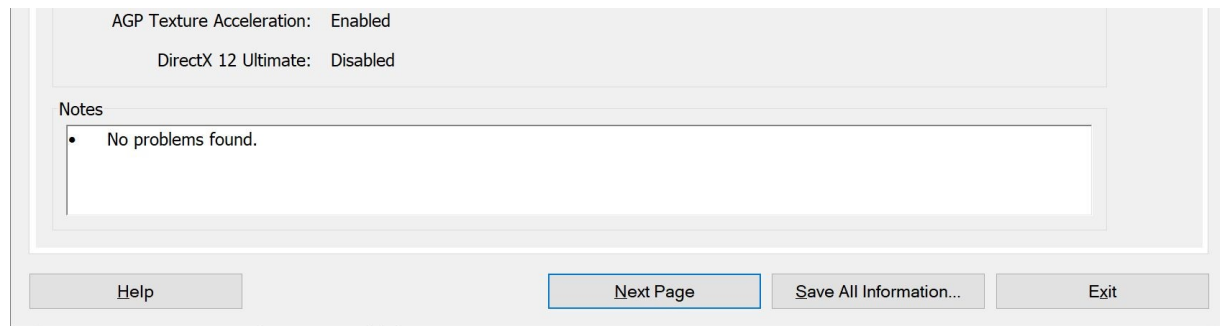 AGP Texture Acceleration: Enabled
DirectX 12 Ultimate: Disabled
Notes
• No problems found.
Help Next Page Save All Information... Exit